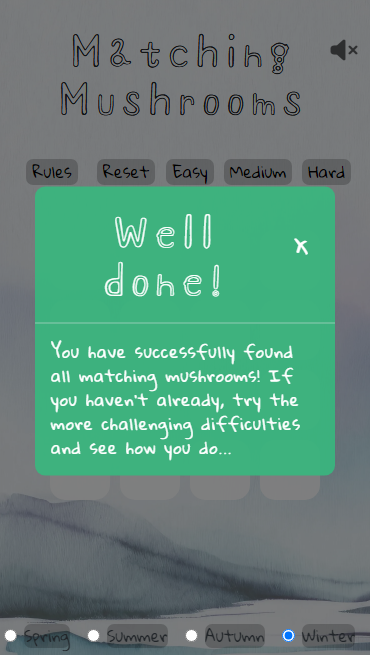 Matching
Mushrooms
Rules Reset Easy Medium Hard
Well
done!
x
You have successfully found
all matching mushrooms! If
you haven't already, try the
more challenging difficulties
and see how you do...
Spring Summer Autumn Winter